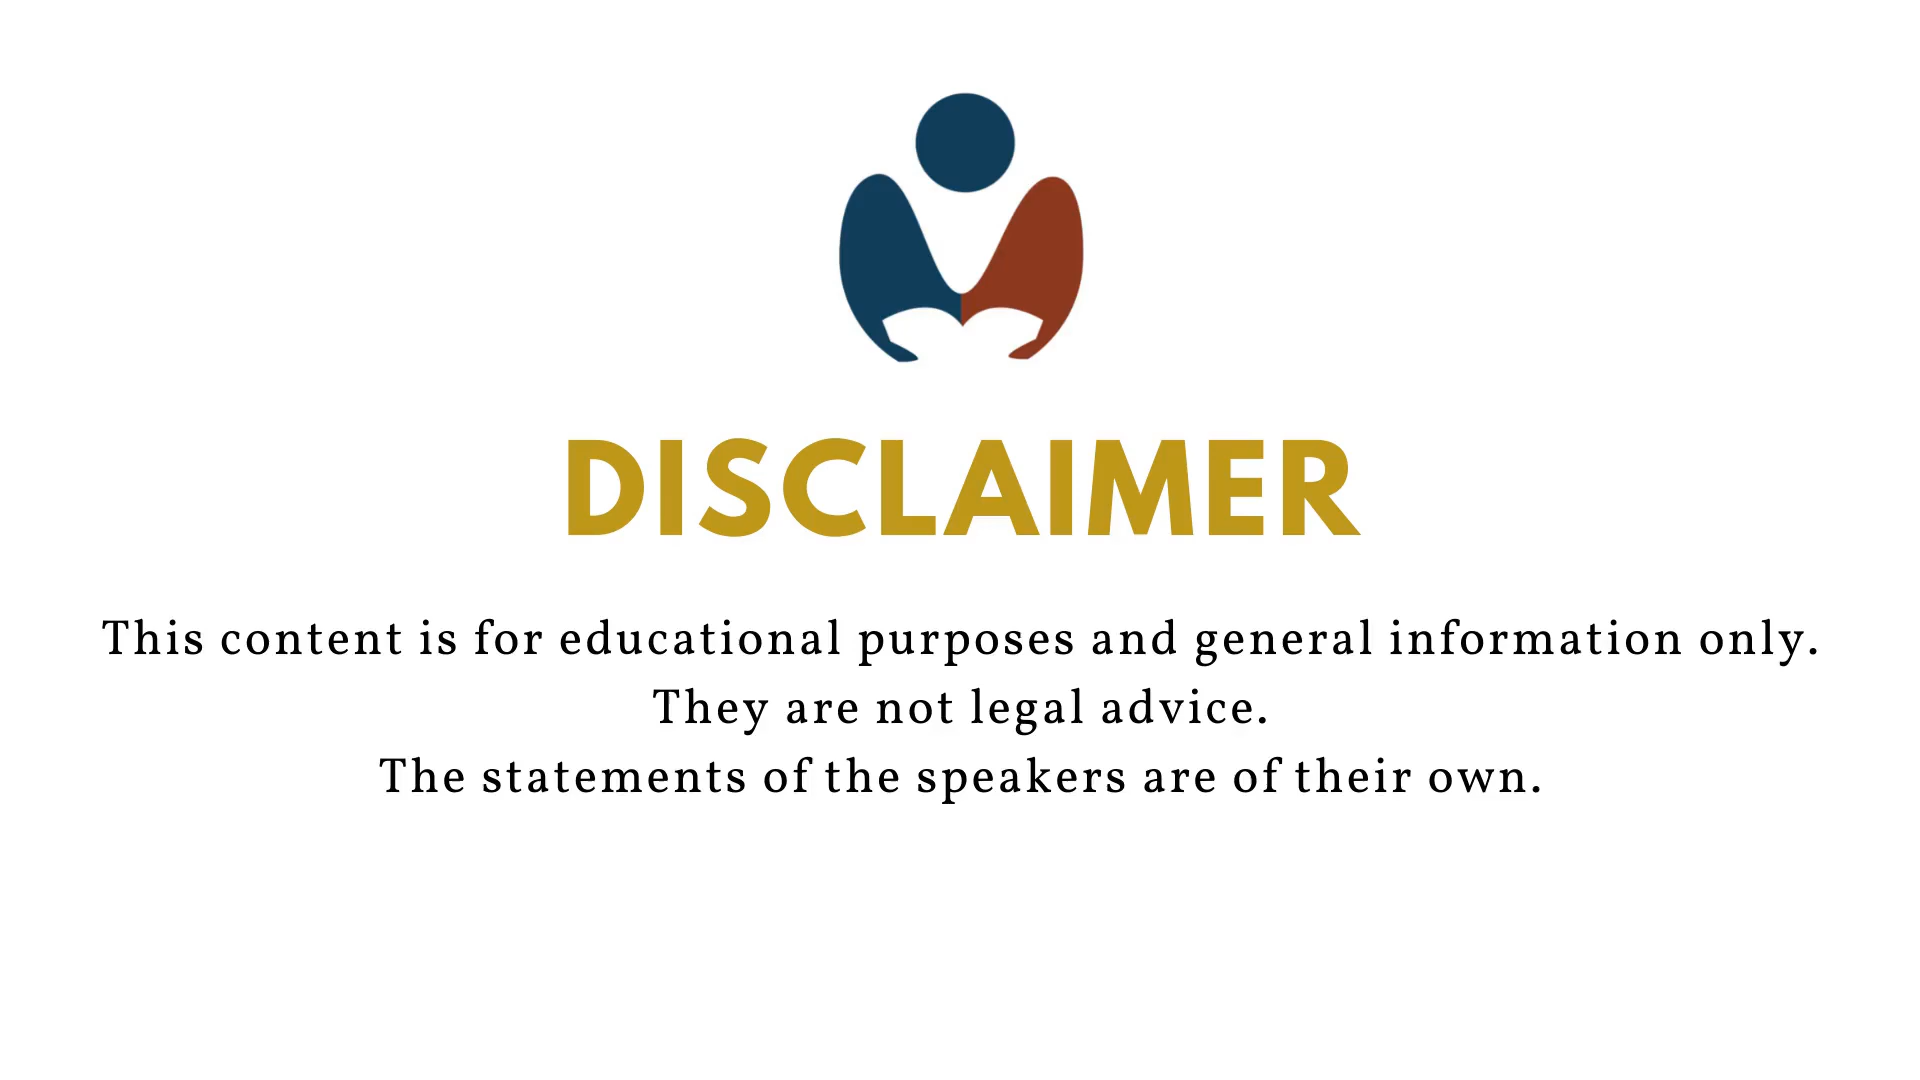 DISCLAIMER
This content is for educational purposes and general information only.
They are not legal advice.
The statements of the speakers are of their own.